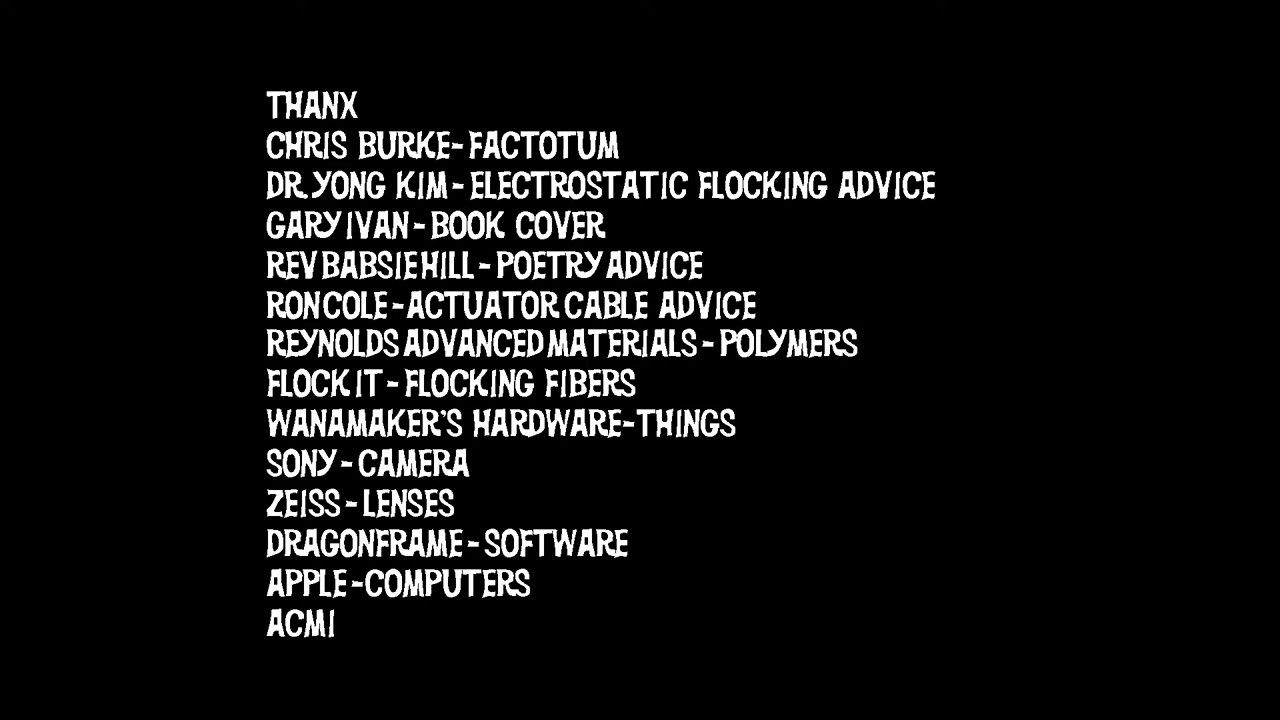 THANX
CHRIS BURKE-FACTOTUM
DR. YONG KIM-ELECTROSTATIC FLOCKING ADVICE
GARY IVAN-BOOK COVER
REV BABSIE HILL-POETRY ADVICE
RON COLE-ACTUATOR CABLE ADVICE
REYNOLDS ADVANCED MATERIALS-POLYMERS
FLOCK IT-FLOCKING FIBERS
WANAMAKER'S HARDWARE-THINGS
SONY-CAMERA
ZEISS-LENSES
DRAGONFRAME-SOFTWARE
APPLE-COMPUTERS
ACMI